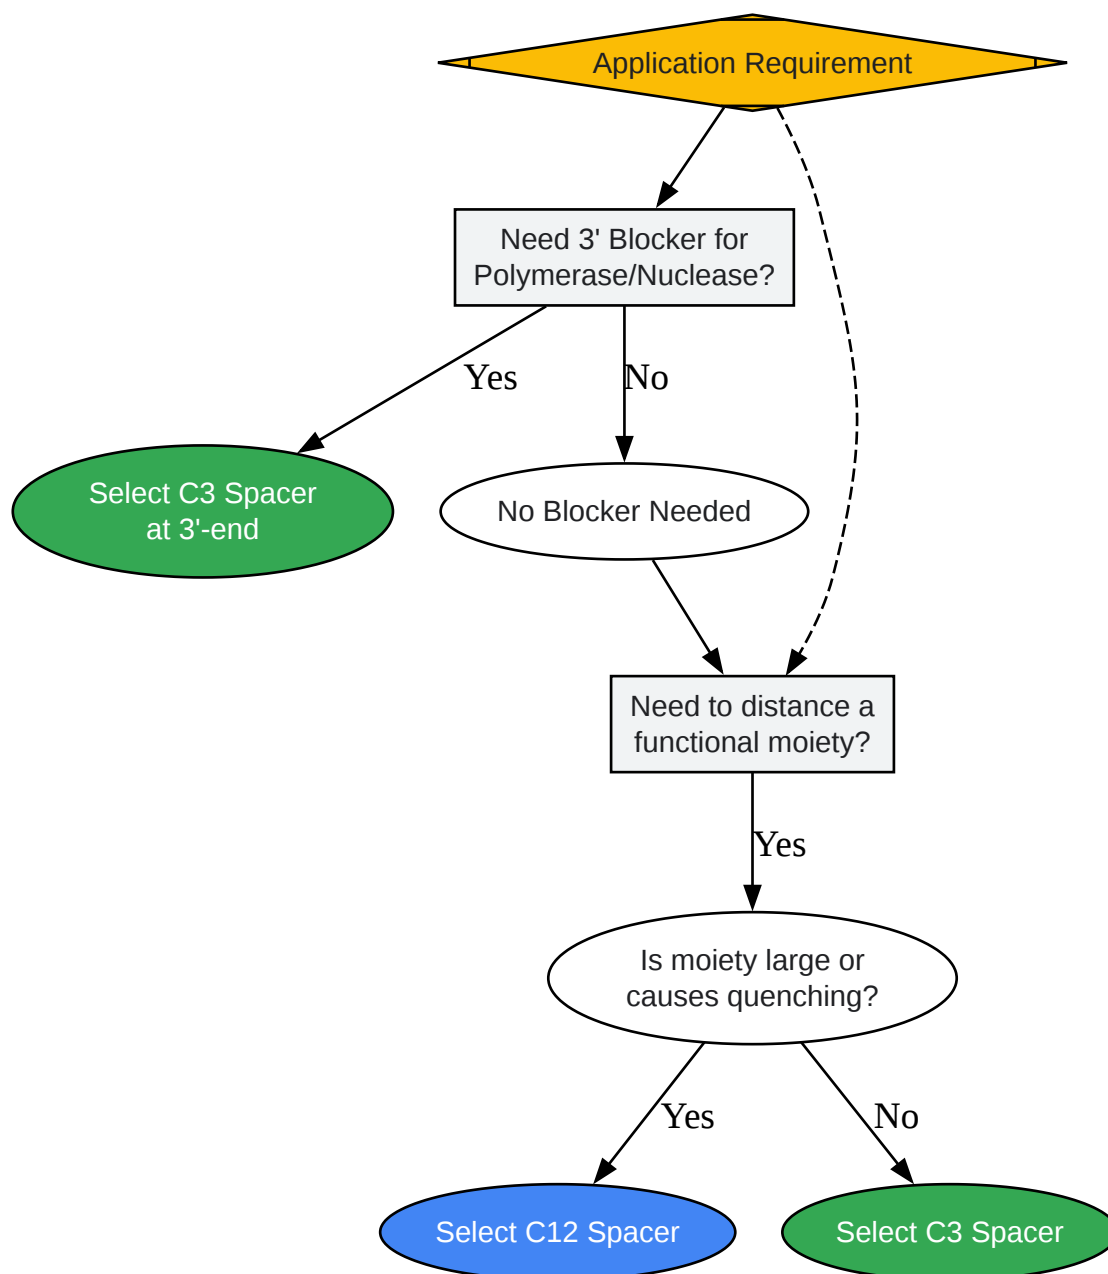 Application Requirement
Need 3' Blocker for
Polymerase/Nuclease?
Yes
No
Select C3 Spacer
at 3'-end
No Blocker Needed
Need to distance a
functional moiety?
Yes
Is moiety large or
causes quenching?
Yes
No
Select C12 Spacer
Select C3 Spacer